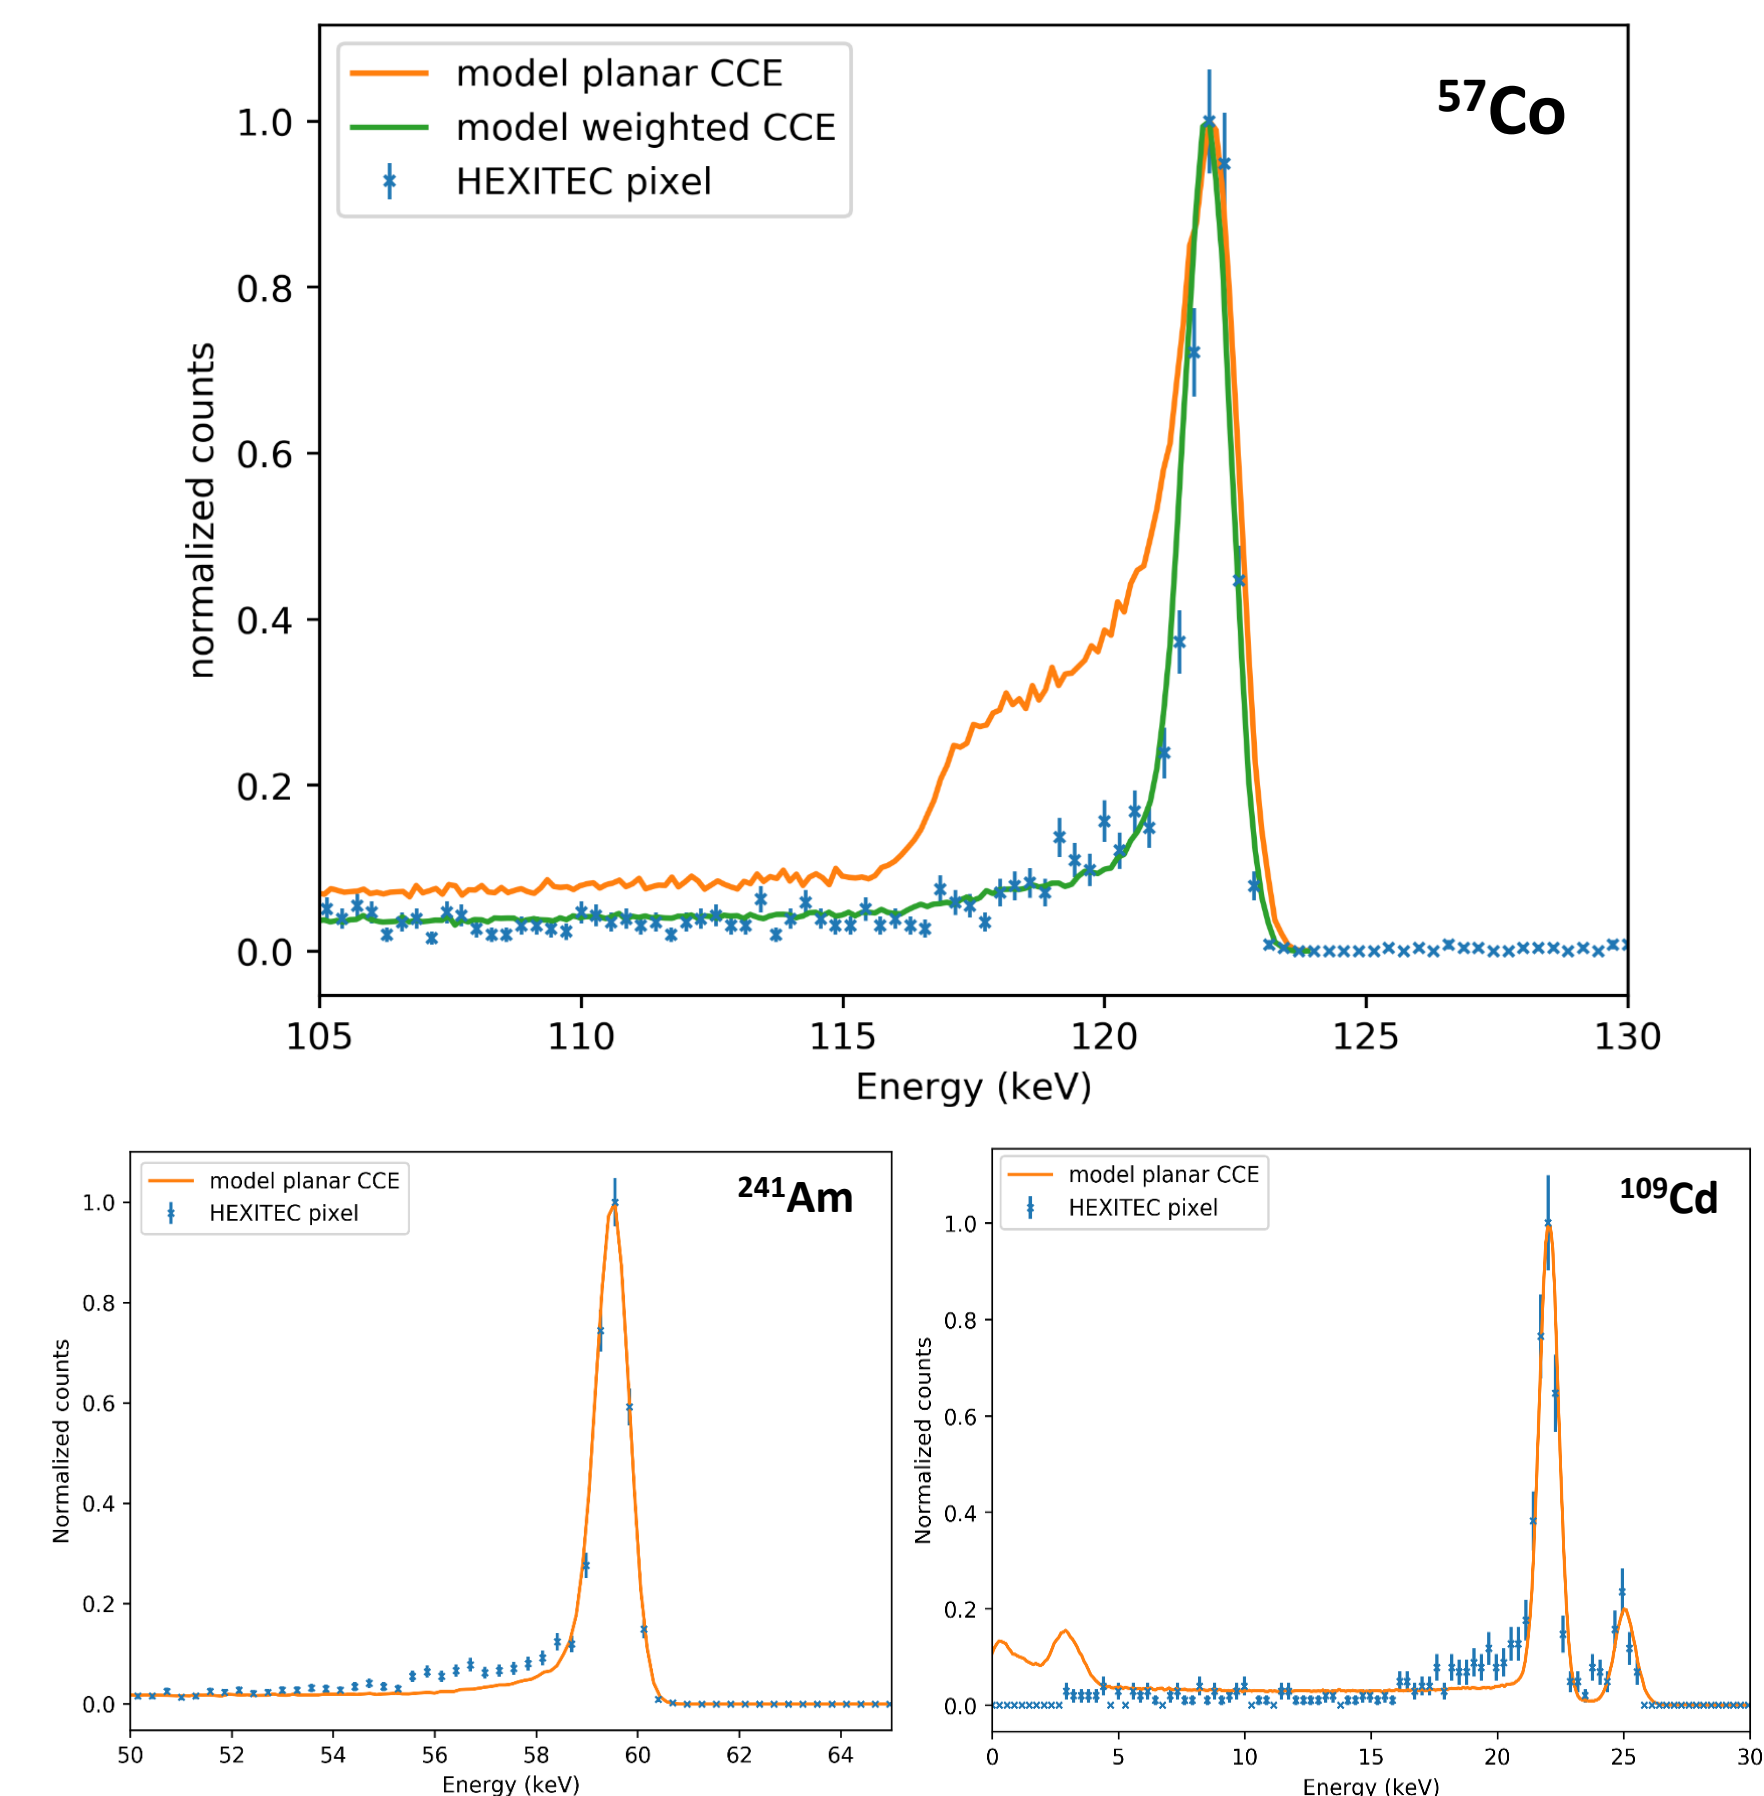 model planar CCE
model weighted CCE
HEXITEC pixel
57Co
normalized counts
1.0
0.8
0.6
0.4
0.2
0.0
105 110 115 120 125 130
Energy (keV)
model planar CCE
HEXITEC pixel
241Am
Normalized counts
1.0
0.8
0.6
0.4
0.2
0.0
50 52 54 56 58 60 62 64
Energy (keV)
model planar CCE
HEXITEC pixel
109Cd
Normalized counts
1.0
0.8
0.6
0.4
0.2
0.0
0 5 10 15 20 25 30
Energy (keV)